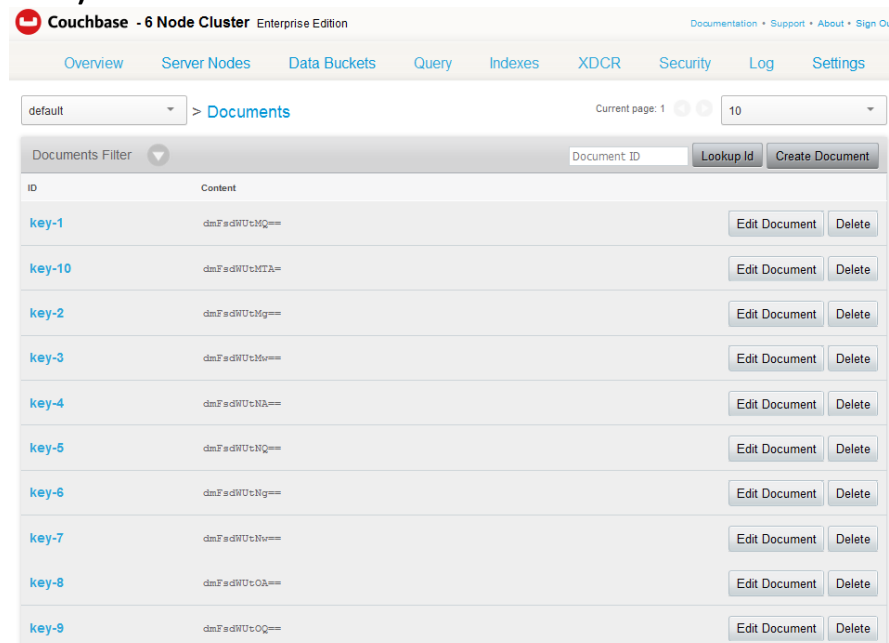 Couchbase - 6 Node Cluster Enterprise Edition Documentation • Support • About • Sign Ou
Overview Server Nodes Data Buckets Query Indexes XDCR Security Log Settings
default > Documents Current page: 1 10
Documents Filter Document ID Lookup Id Create Document
ID Content
key-1 dmFsdWUtMQ== Edit Document Delete
key-10 dmFsdWUtMTA= Edit Document Delete
key-2 dmFsdWUtMg== Edit Document Delete
key-3 dmFsdWUtMw== Edit Document Delete
key-4 dmFsdWUtNA== Edit Document Delete
key-5 dmFsdWUtNQ== Edit Document Delete
key-6 dmFsdWUtNg== Edit Document Delete
key-7 dmFsdWUtNw== Edit Document Delete
key-8 dmFsdWUtOA== Edit Document Delete
key-9 dmFsdWUtOQ== Edit Document Delete